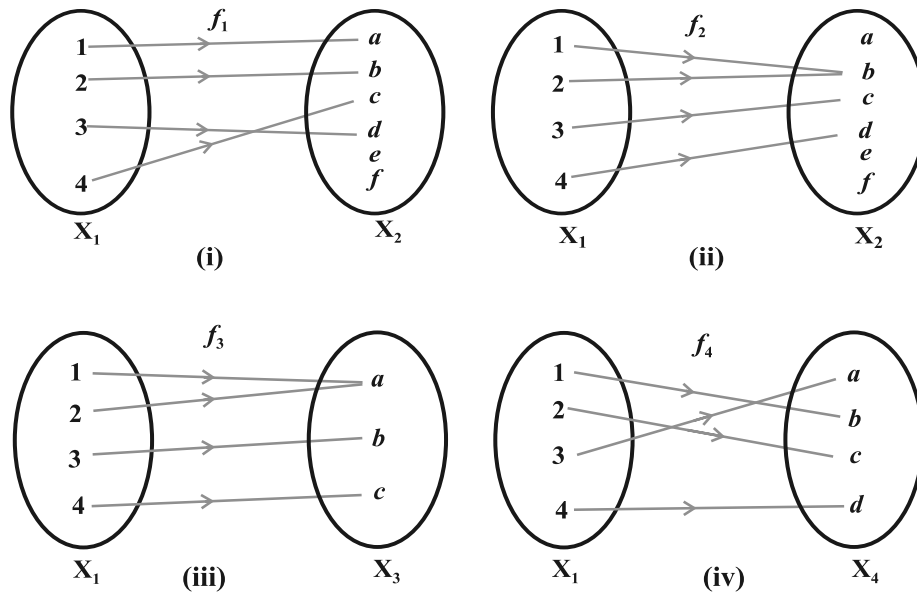 f₁
1 a
2 b
c
3 d
e
4 f
X₁ X₂
(i)
f₂
1 a
2 b
c
3 d
e
4 f
X₁ X₂
(ii)
f₃
1 a
2
3 b
4 c
X₁ X₃
(iii)
f₄
1 a
2 b
3 c
4 d
X₁ X₄
(iv)